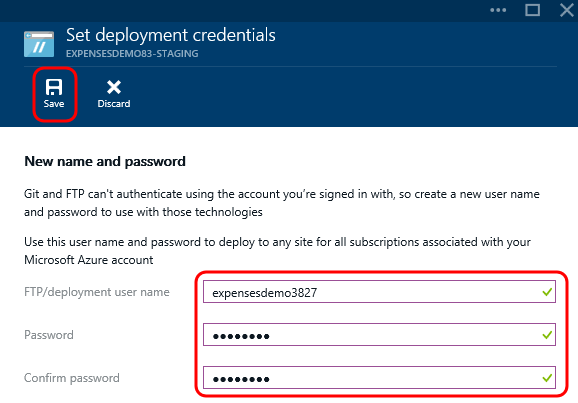 Set deployment credentials
EXPENSESDEMO83-STAGING
Save
Discard
New name and password
Git and FTP can't authenticate using the account you're signed in with, so create a new user name
and password to use with those technologies
Use this user name and password to deploy to any site for all subscriptions associated with your
Microsoft Azure account
FTP/deployment user name
expensesdemo3827
Password
●●●●●●●●
Confirm password
●●●●●●●●